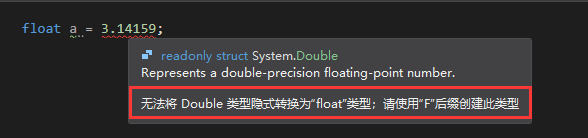 float a = 3.14159;
readonly struct System.Double
Represents a double-precision floating-point number.
无法将 Double 类型隐式转换为“float”类型；请使用“F”后缀创建此类型